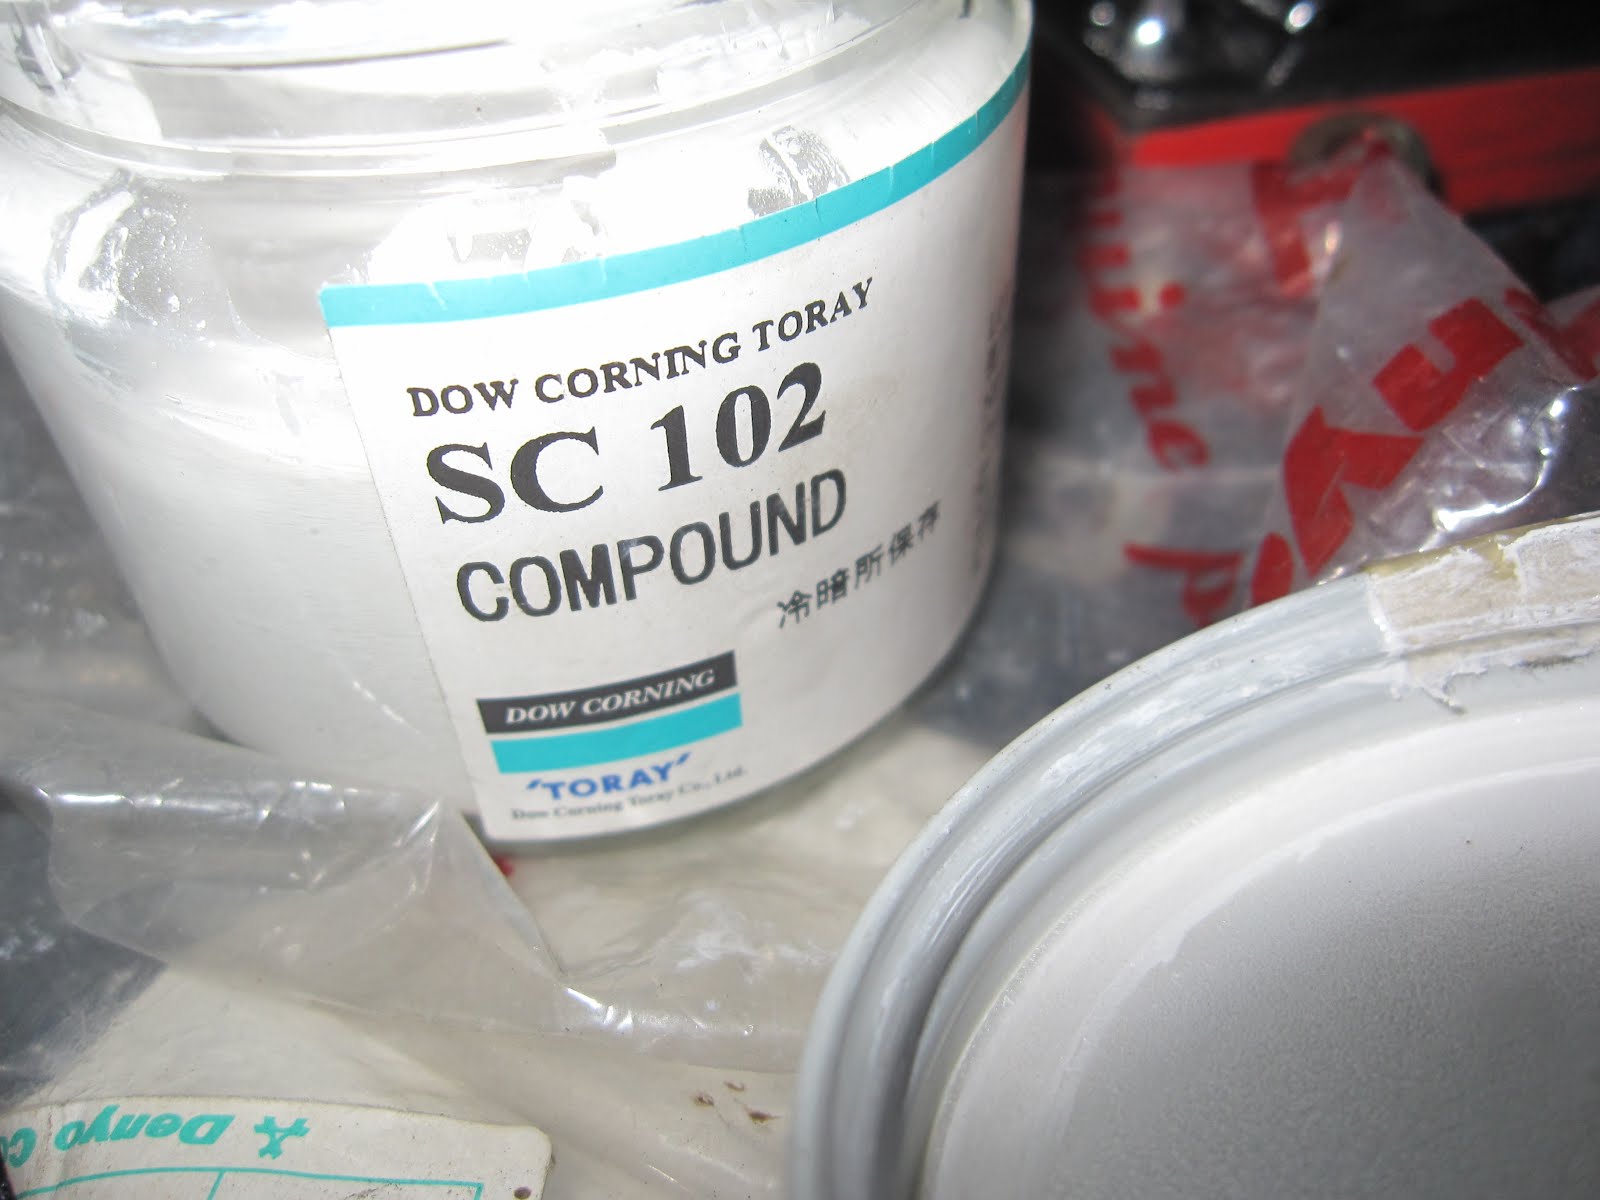 DOW CORNING TORAY
SC 102
COMPOUND
冷暗所保存
DOW CORNING
"TORAY"
Dow Corning Toray Co., Ltd.
Denyo